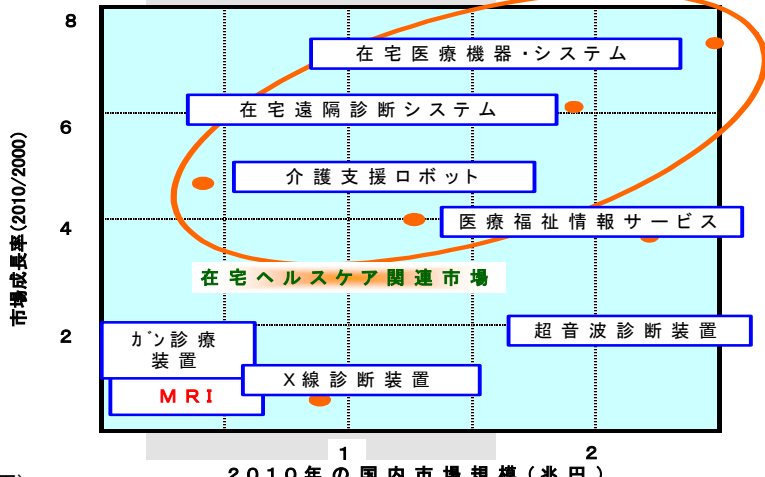 8
在宅医療機器・システム
在宅遠隔診断システム
6
介護支援ロボット
医療福祉情報サービス
4
市場成長率(2010/2000)
在宅ヘルスケア関連市場
超音波診断装置
2
ガン診療
装置
X線診断装置
MRI
1
2
2010年の国内市場規模(兆円)